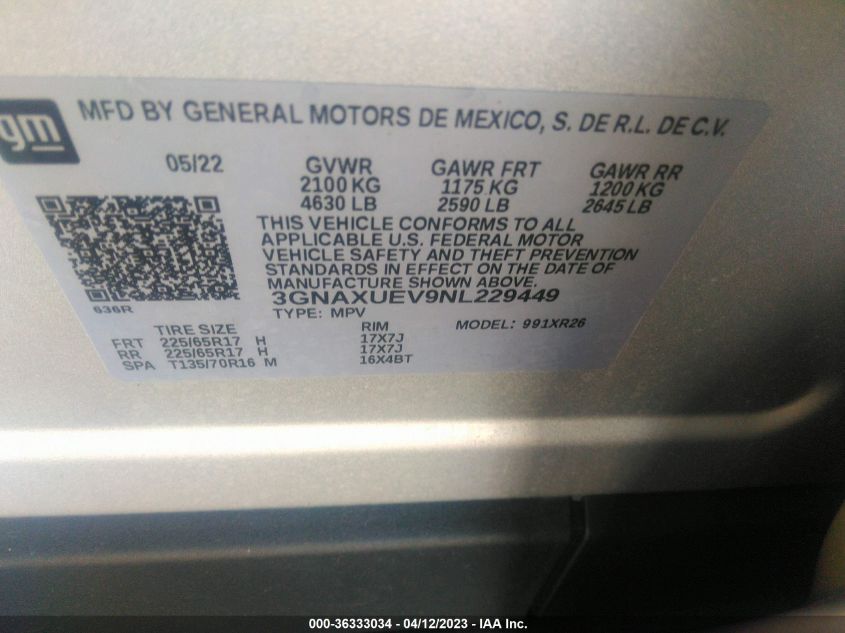 gm
MFD BY GENERAL MOTORS DE MEXICO, S. DE R.L. DE C.V.
05/22 GVWR GAWR FRT GAWR RR
2100 KG 1175 KG 1200 KG
4630 LB 2590 LB 2645 LB
THIS VEHICLE CONFORMS TO ALL
APPLICABLE U.S. FEDERAL MOTOR
VEHICLE SAFETY AND THEFT PREVENTION
STANDARDS IN EFFECT ON THE DATE OF
MANUFACTURE SHOWN ABOVE.
3GNAXUEV9NL229449
636R
TYPE: MPV MODEL: 991XR26
TIRE SIZE RIM
FRT 225/65R17 H 17X7J
RR 225/65R17 H 17X7J
SPA T135/70R16 M 16X4BT
000-36333034 - 04/12/2023 - IAA Inc.